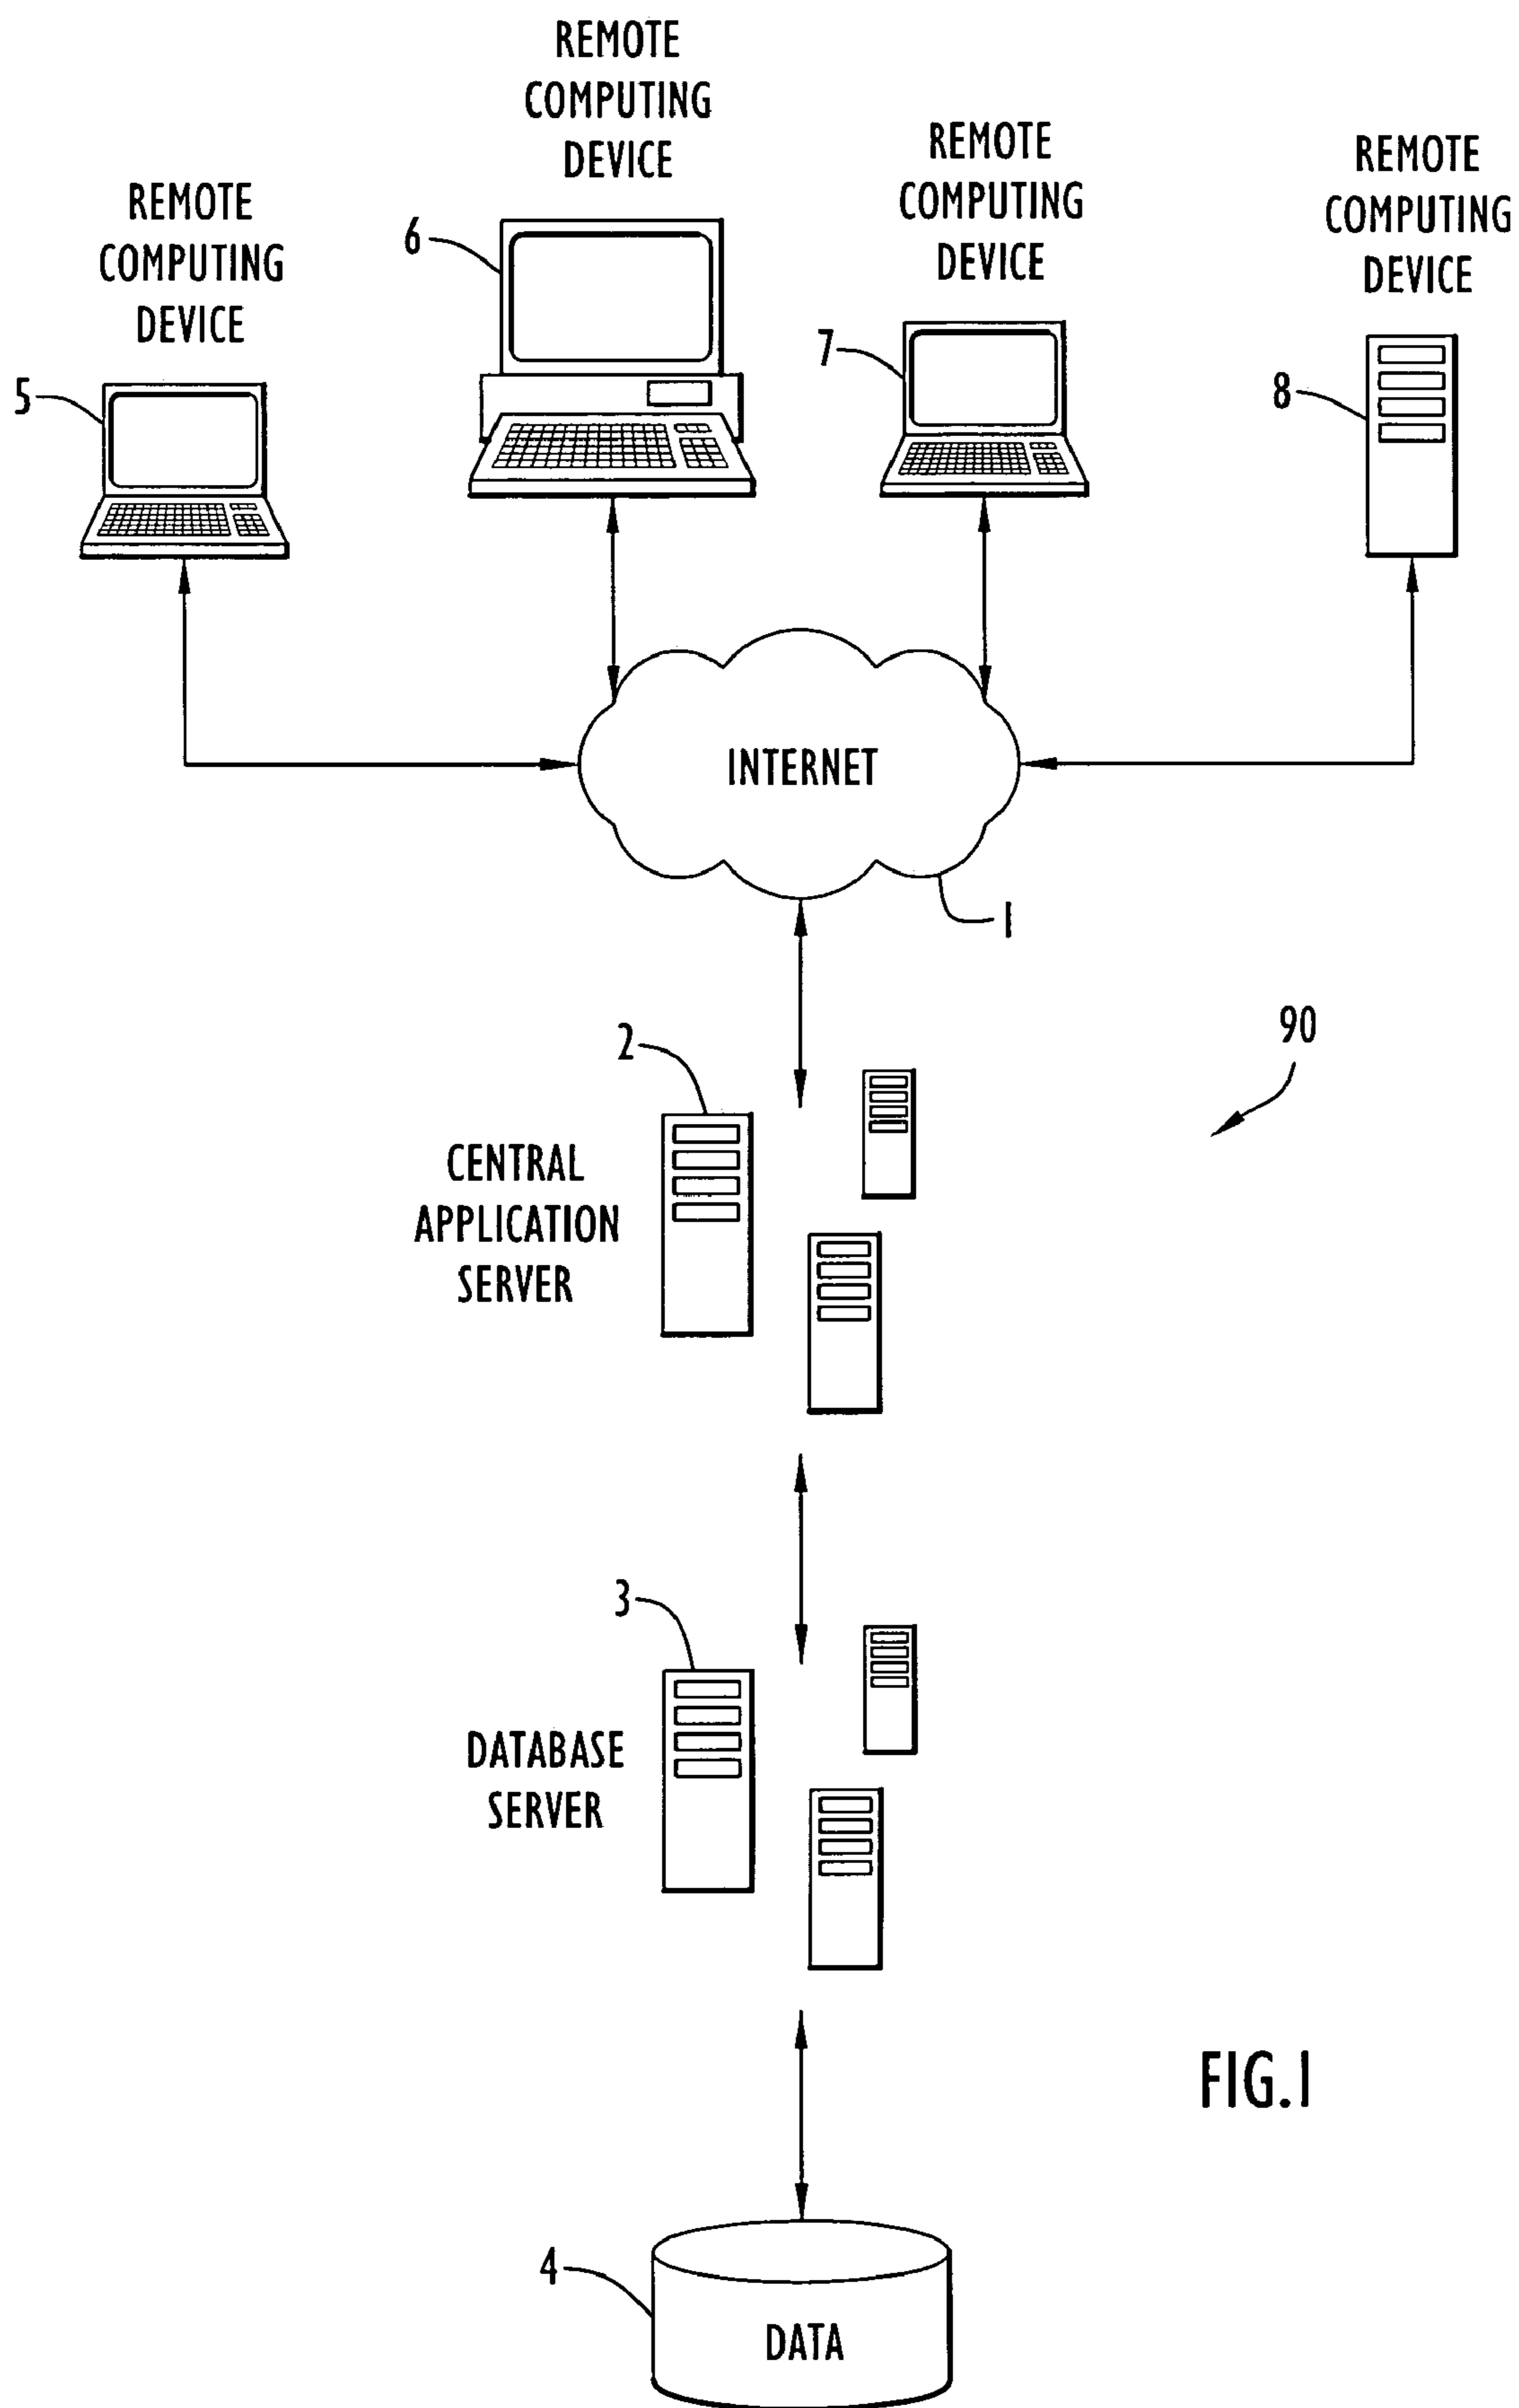 REMOTE
COMPUTING
DEVICE
REMOTE
COMPUTING
DEVICE
REMOTE
COMPUTING
DEVICE
REMOTE
COMPUTING
DEVICE
5
6
7
8
INTERNET
1
90
2
CENTRAL
APPLICATION
SERVER
3
DATABASE
SERVER
FIG.1
4
DATA